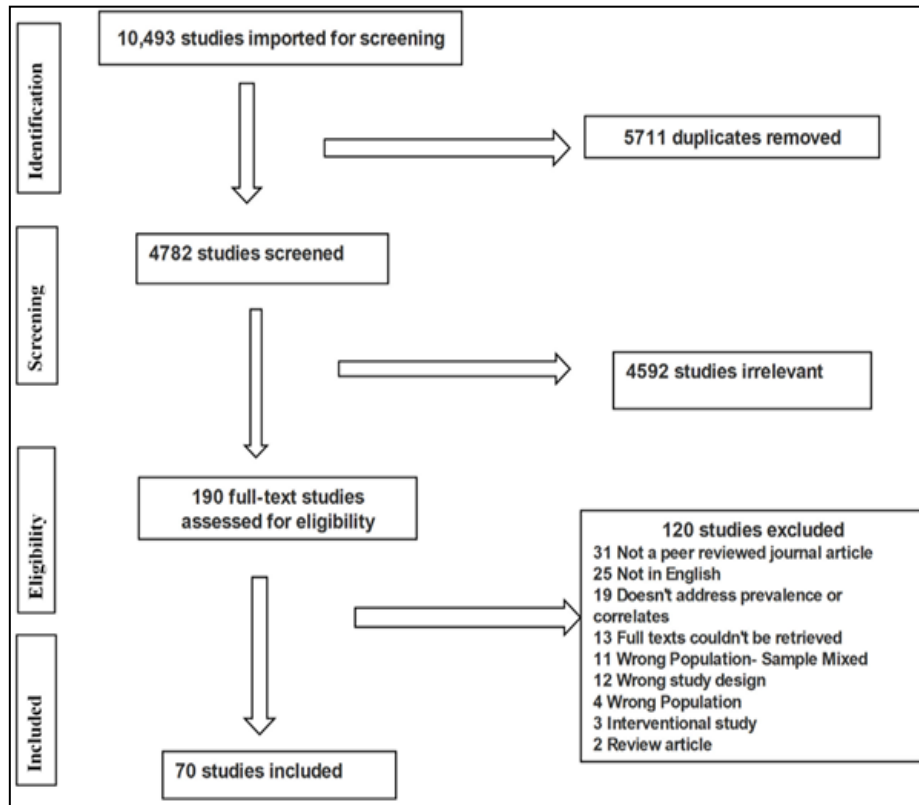 Identification
10,493 studies imported for screening
5711 duplicates removed
Screening
4782 studies screened
4592 studies irrelevant
Eligibility
190 full-text studies
assessed for eligibility
120 studies excluded
31 Not a peer reviewed journal article
25 Not in English
19 Doesn't address prevalence or
correlates
13 Full texts couldn't be retrieved
11 Wrong Population- Sample Mixed
12 Wrong study design
4 Wrong Population
3 Interventional study
2 Review article
Included
70 studies included